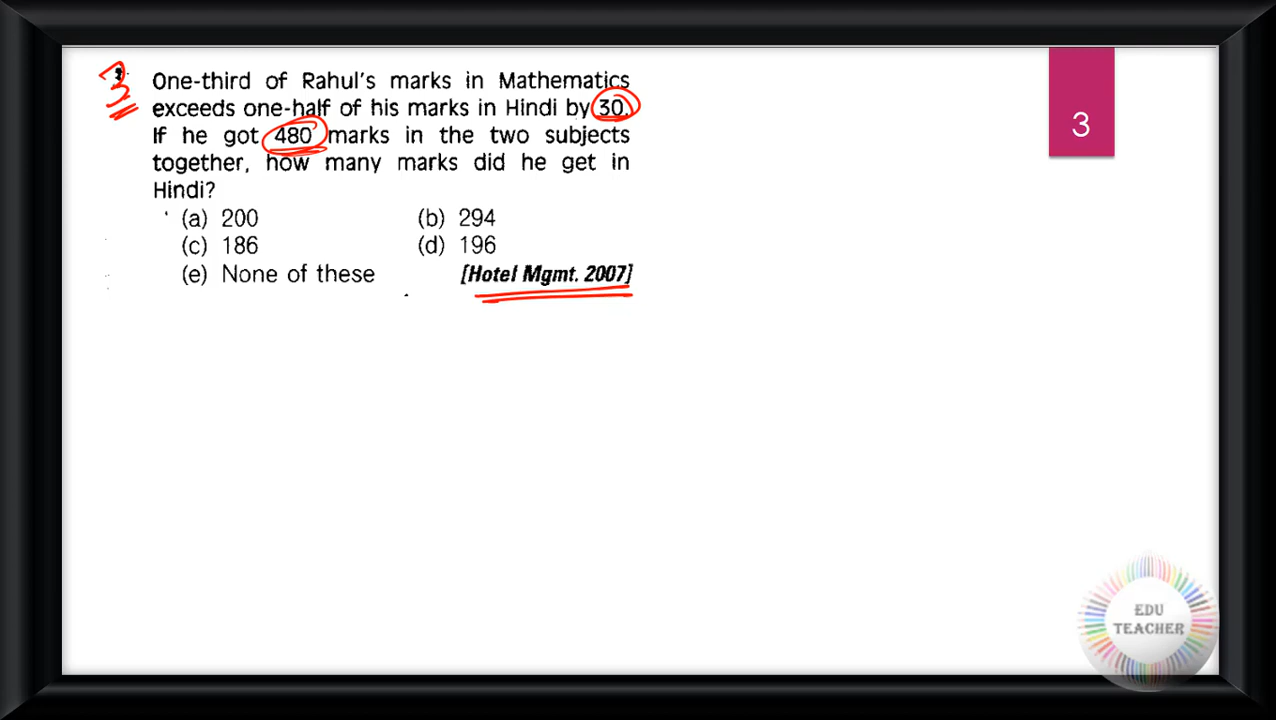 3
One-third of Rahul's marks in Mathematics
exceeds one-half of his marks in Hindi by 30.
If he got 480 marks in the two subjects
together, how many marks did he get in
Hindi?
(a) 200 (b) 294
(c) 186 (d) 196
(e) None of these [Hotel Mgmt. 2007]
3
EDU
TEACHER